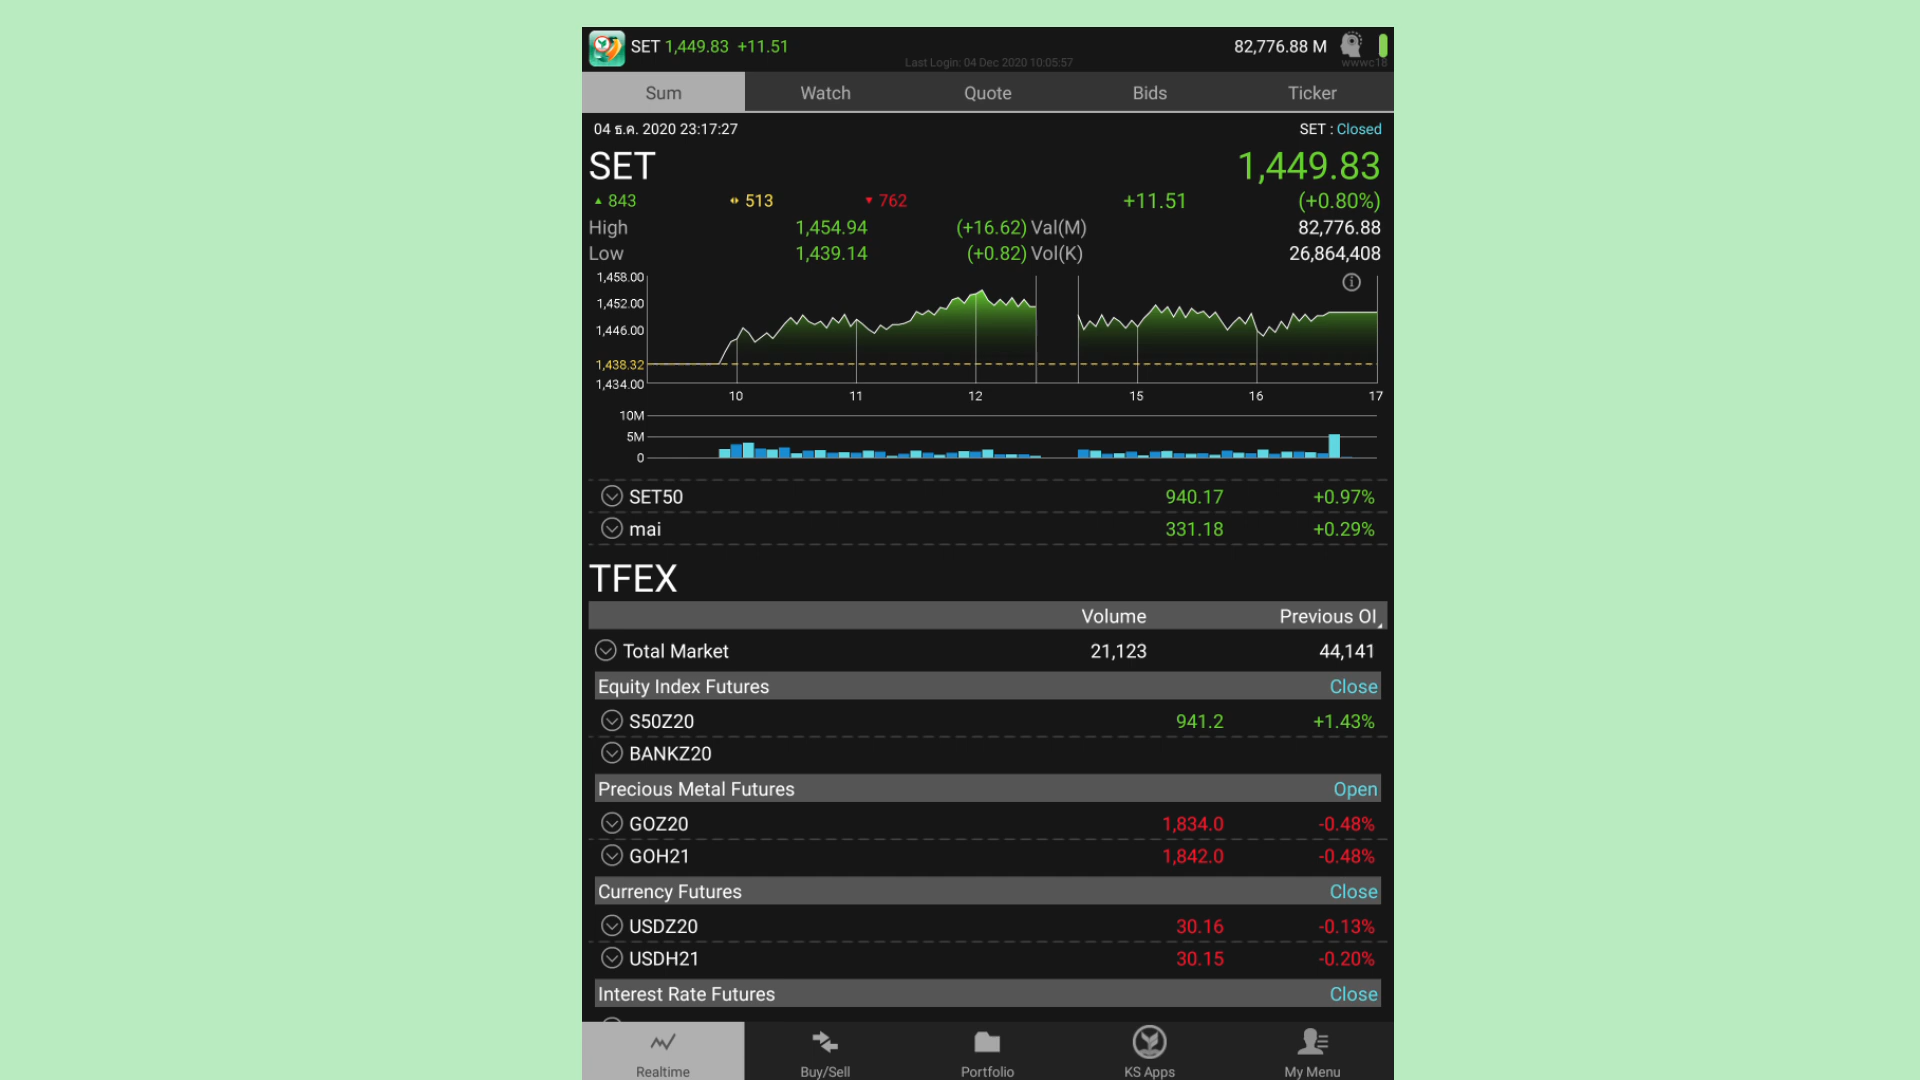 SET 1,449.83 +11.51 82,776.88 M
Last Login: 04 Dec 2020 10:05:57 wwwc18
Sum Watch Quote Bids Ticker
04 ธ.ค. 2020 23:17:27 SET : Closed
SET 1,449.83
843 513 762 +11.51 (+0.80%)
High 1,454.94 (+16.62) Val(M) 82,776.88
Low 1,439.14 (+0.82) Vol(K) 26,864,408
1,458.00
1,452.00
1,446.00
1,438.32
1,434.00
10 11 12 15 16 17
10M
5M
0
SET50 940.17 +0.97%
mai 331.18 +0.29%
TFEX
Volume Previous OI
Total Market 21,123 44,141
Equity Index Futures Close
S50Z20 941.2 +1.43%
BANKZ20
Precious Metal Futures Open
GOZ20 1,834.0 -0.48%
GOH21 1,842.0 -0.48%
Currency Futures Close
USDZ20 30.16 -0.13%
USDH21 30.15 -0.20%
Interest Rate Futures Close
Realtime Buy/Sell Portfolio KS Apps My Menu